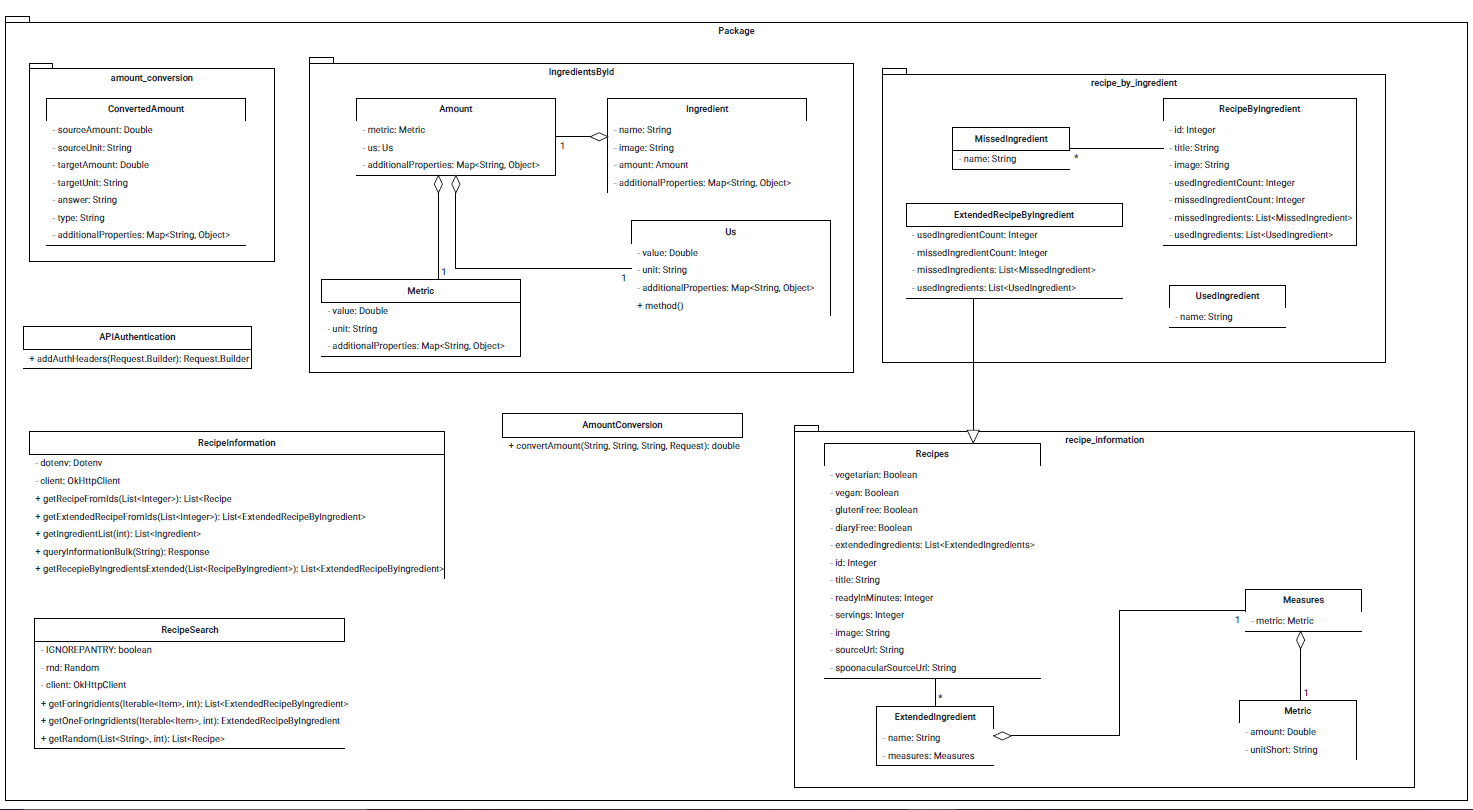 Package
amount_conversion
ConvertedAmount
- sourceAmount: Double
- sourceUnit: String
- targetAmount: Double
- targetUnit: String
- answer: String
- type: String
- additionalProperties: Map<String, Object>
IngredientsById
Amount
- metric: Metric
- us: Us
- additionalProperties: Map<String, Object>
1
Ingredient
- name: String
- image: String
- amount: Amount
- additionalProperties: Map<String, Object>
Us
- value: Double
- unit: String
- additionalProperties: Map<String, Object>
+ method()
1
1
Metric
- value: Double
- unit: String
- additionalProperties: Map<String, Object>
recipe_by_ingredient
MissedIngredient
- name: String
*
RecipeByIngredient
- id: Integer
- title: String
- image: String
- usedIngredientCount: Integer
- missedIngredientCount: Integer
- missedIngredients: List<MissedIngredient>
- usedIngredients: List<UsedIngredient>
ExtendedRecipeByIngredient
- usedIngredientCount: Integer
- missedIngredientCount: Integer
- missedIngredients: List<MIssedIngredient>
- usedIngredients: List<UsedIngredient>
UsedIngredient
- name: String
APIAuthentication
+ addAuthHeaders(Request.Builder): Request.Builder
AmountConversion
+ convertAmount(String, String, String, Request): double
RecipeInformation
- dotenv: Dotenv
- client: OkHttpClient
+ getRecipeFromIds(List<Integer>): List<Recipe
+ getExtendedRecipeFromIds(List<Integer>): List<ExtendedRecipeByIngredient>
+ getIngredientList(int): List<Ingredient>
+ queryInformationBulk(String): Response
+ getRecepieByIngredientsExtended(List<RecipeByIngredient>): List<ExtendedRecipeByIngredient>
RecipeSearch
- IGNOREPANTRY: boolean
- rnd: Random
- client: OkHttpClient
+ getForIngridients(Iterable<Item>, int): List<ExtendedRecipeByIngredient>
+ getOneForIngridients(Iterable<Item>, int): ExtendedRecipeByIngredient
+ getRandom(List<String>, int): List<Recipe>
recipe_information
Recipes
- vegetarian: Boolean
- vegan: Boolean
- glutenFree: Boolean
- diaryFree: Boolean
- extendedIngredients: List<ExtendedIngredients>
- id: Integer
- title: String
- readyInMinutes: Integer
- servings: Integer
- image: String
- sourceUrl: String
- spoonacularSourceUrl: String
*
ExtendedIngredient
- name: String
- measures: Measures
1
Measures
- metric: Metric
1
Metric
- amount: Double
- unitShort: String